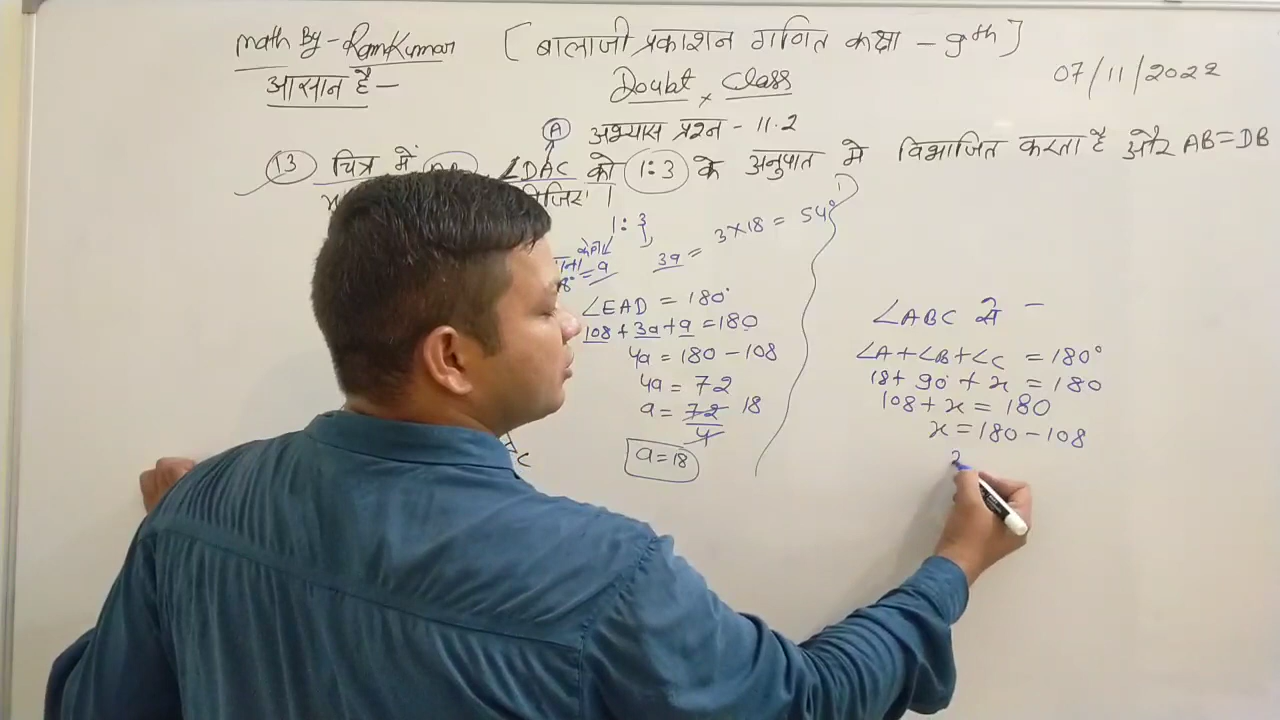 math By - RamKumar [ बालाजी प्रकाशन गणित कक्षा - 9th ]
आसान है -
Doubt x Class
07/11/2022
A अभ्यास प्रश्न - 11.2
13 चित्र में ∠DAC को 1:3 के अनुपात मे विभाजित करता है और AB=DB
1 : 3
3a = 3×18 = 54°
= a
∠EAD = 180°
108 + 3a + a = 180
4a = 180 - 108
4a = 72
a = 72/4 18
a = 18
C
∠ABC से -
∠A + ∠B + ∠C = 180°
18 + 90° + x = 180
108 + x = 180
x = 180 - 108